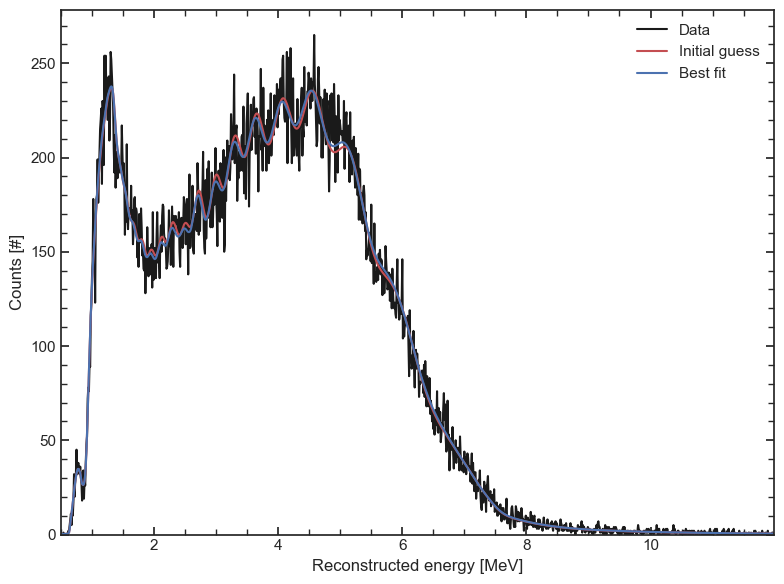 Data
Initial guess
Best fit
250
200
150
100
50
0
Counts [#]
2 4 6 8 10
Reconstructed energy [MeV]